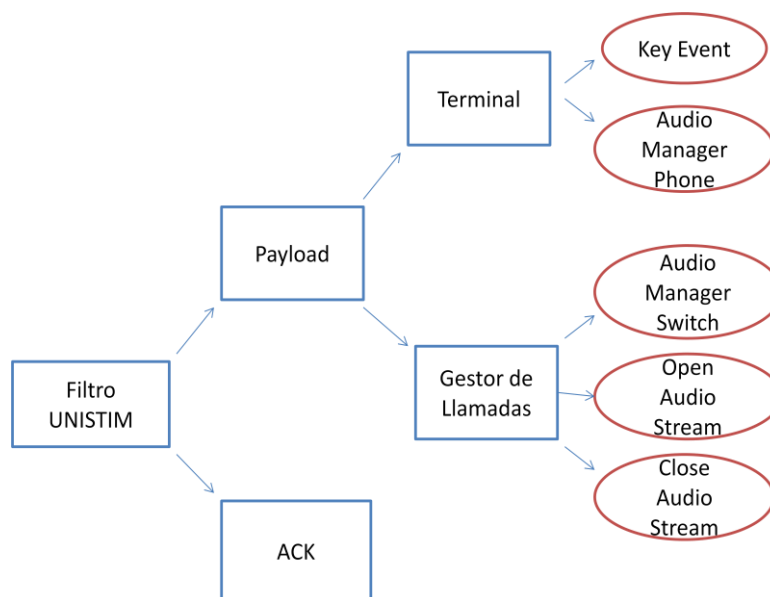 Key Event
Terminal
Audio
Manager
Phone
Payload
Audio
Manager
Switch
Filtro
UNISTIM
Gestor de
Llamadas
Open
Audio
Stream
Close
Audio
Stream
ACK